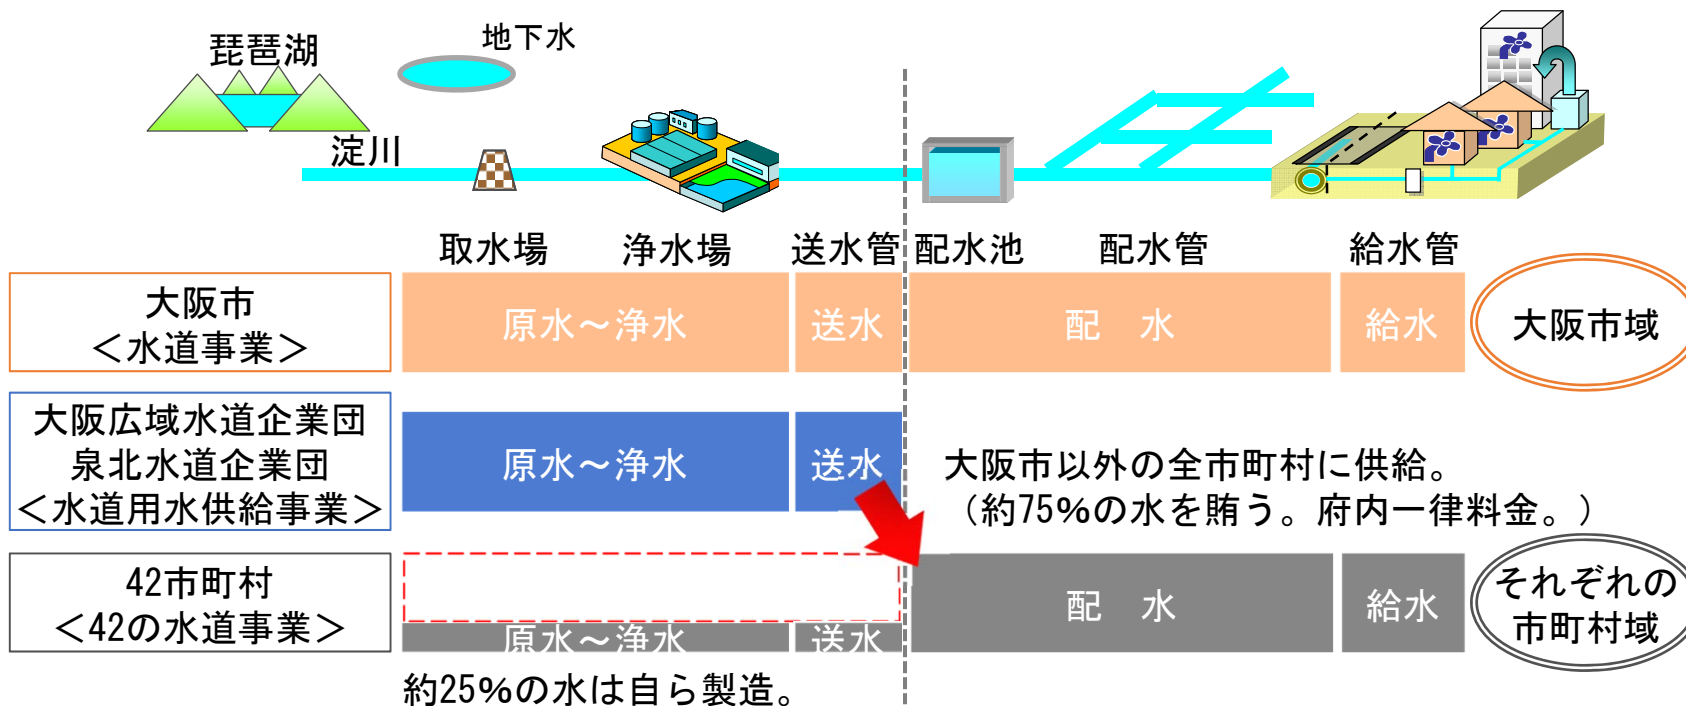 琵琶湖
地下水
淀川
取水場
浄水場
送水管
配水池
配水管
給水管
大阪市
＜水道事業＞
原水～浄水
送水
配　水
給水
大阪市域
大阪広域水道企業団
泉北水道企業団
＜水道用水供給事業＞
原水～浄水
送水
大阪市以外の全市町村に供給。
（約75%の水を賄う。府内一律料金。）
42市町村
＜42の水道事業＞
原水～浄水
送水
配　水
給水
それぞれの
市町村域
約25%の水は自ら製造。